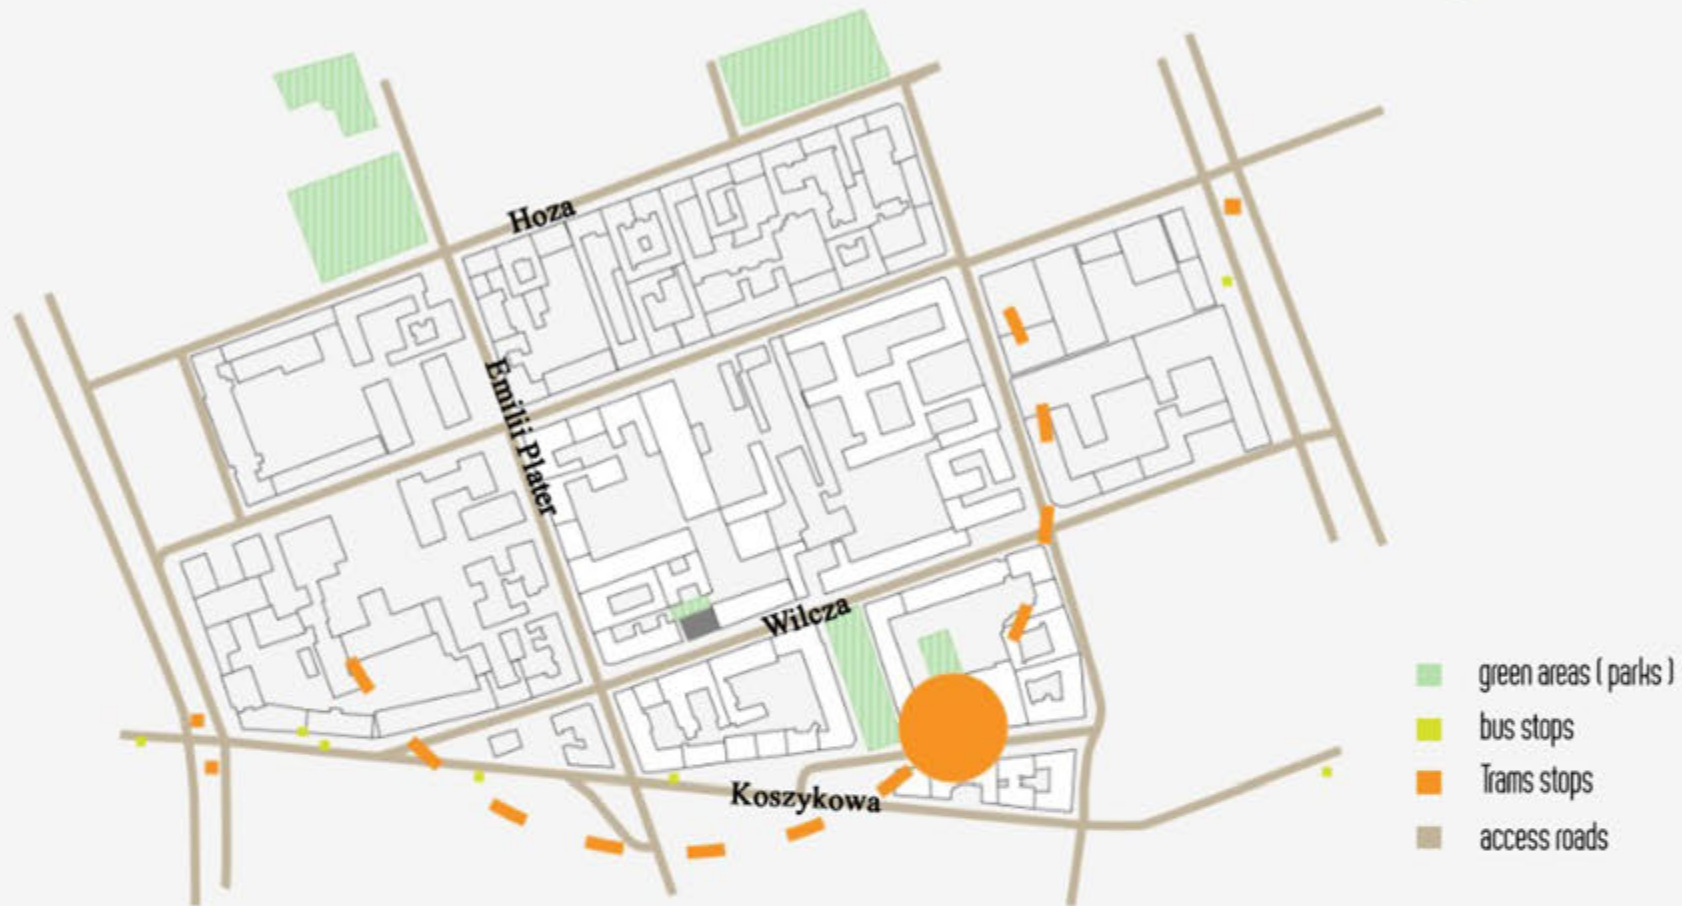 Hoza
Emilii Plater
Wilcza
Koszykowa
green areas ( parks )
bus stops
Trams stops
access roads